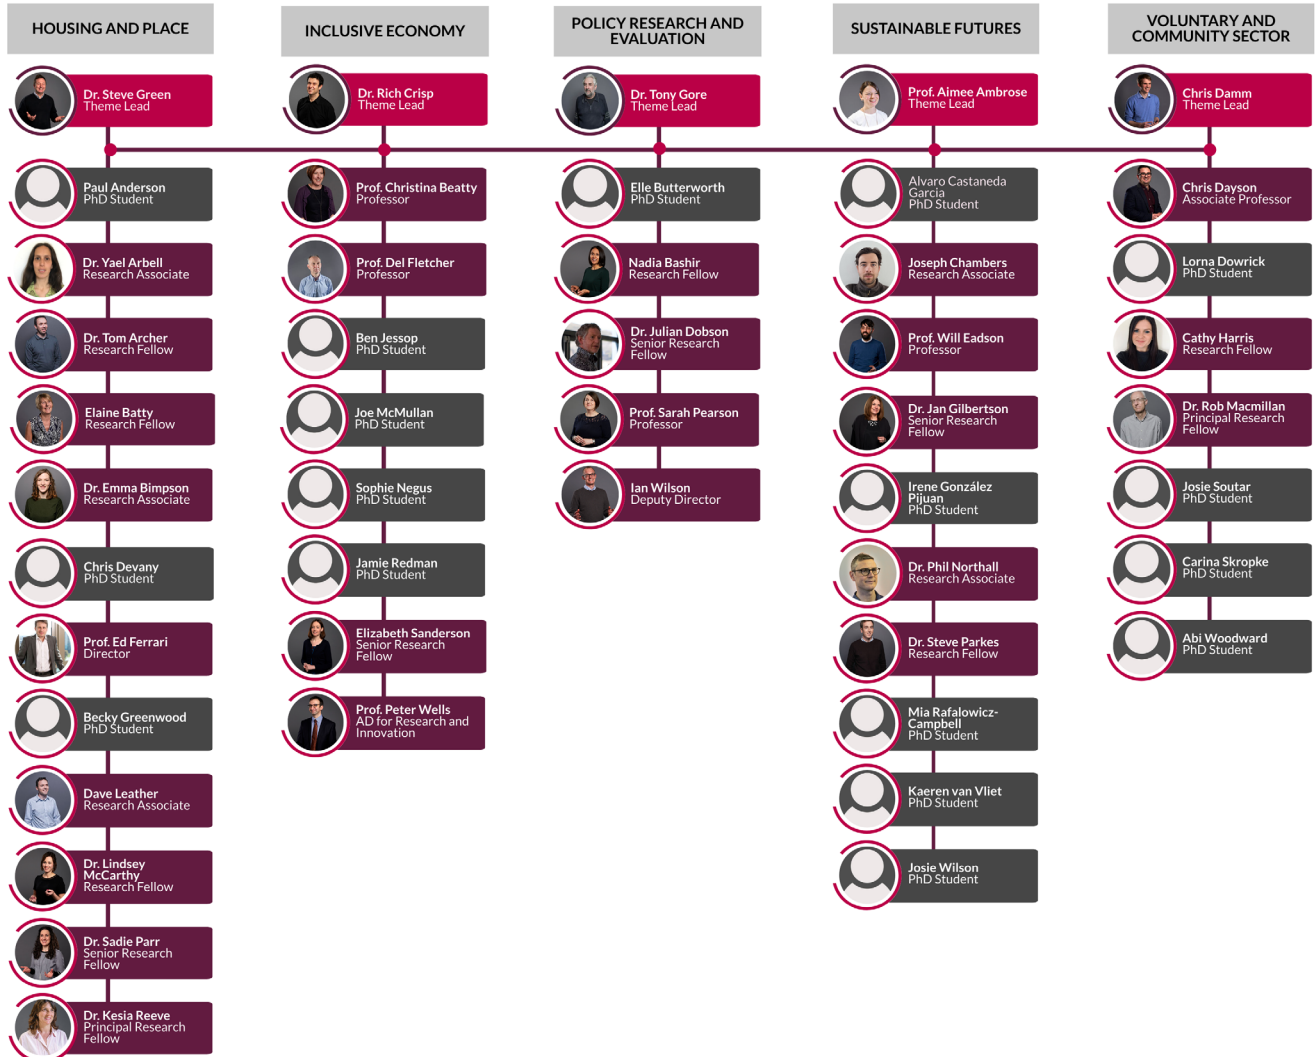 HOUSING AND PLACE
Dr. Steve Green
Theme Lead
Paul Anderson
PhD Student
Dr. Yael Arbell
Research Associate
Dr. Tom Archer
Research Fellow
Elaine Batty
Research Fellow
Dr. Emma Bimpson
Research Associate
Chris Devany
PhD Student
Prof. Ed Ferrari
Director
Becky Greenwood
PhD Student
Dave Leather
Research Associate
Dr. Lindsey
McCarthy
Research Fellow
Dr. Sadie Parr
Senior Research
Fellow
Dr. Kesia Reeve
Principal Research
Fellow
INCLUSIVE ECONOMY
Dr. Rich Crisp
Theme Lead
Prof. Christina Beatty
Professor
Prof. Del Fletcher
Professor
Ben Jessop
PhD Student
Joe McMullan
PhD Student
Sophie Negus
PhD Student
Jamie Redman
PhD Student
Elizabeth Sanderson
Senior Research
Fellow
Prof. Peter Wells
AD for Research and
Innovation
POLICY RESEARCH AND
EVALUATION
Dr. Tony Gore
Theme Lead
Elle Butterworth
PhD Student
Nadia Bashir
Research Fellow
Dr. Julian Dobson
Senior Research
Fellow
Prof. Sarah Pearson
Professor
Ian Wilson
Deputy Director
SUSTAINABLE FUTURES
Prof. Aimee Ambrose
Theme Lead
Alvaro Castaneda
Garcia
PhD Student
Joseph Chambers
Research Associate
Prof. Will Eadson
Professor
Dr. Jan Gilbertson
Senior Research
Fellow
Irene González
Pijuan
PhD Student
Dr. Phil Northall
Research Associate
Dr. Steve Parkes
Research Fellow
Mia Rafalowicz-
Campbell
PhD Student
Kaeren van Vliet
PhD Student
Josie Wilson
PhD Student
VOLUNTARY AND
COMMUNITY SECTOR
Chris Damm
Theme Lead
Chris Dayson
Associate Professor
Lorna Dowrick
PhD Student
Cathy Harris
Research Fellow
Dr. Rob Macmillan
Principal Research
Fellow
Josie Soutar
PhD Student
Carina Skropke
PhD Student
Abi Woodward
PhD Student